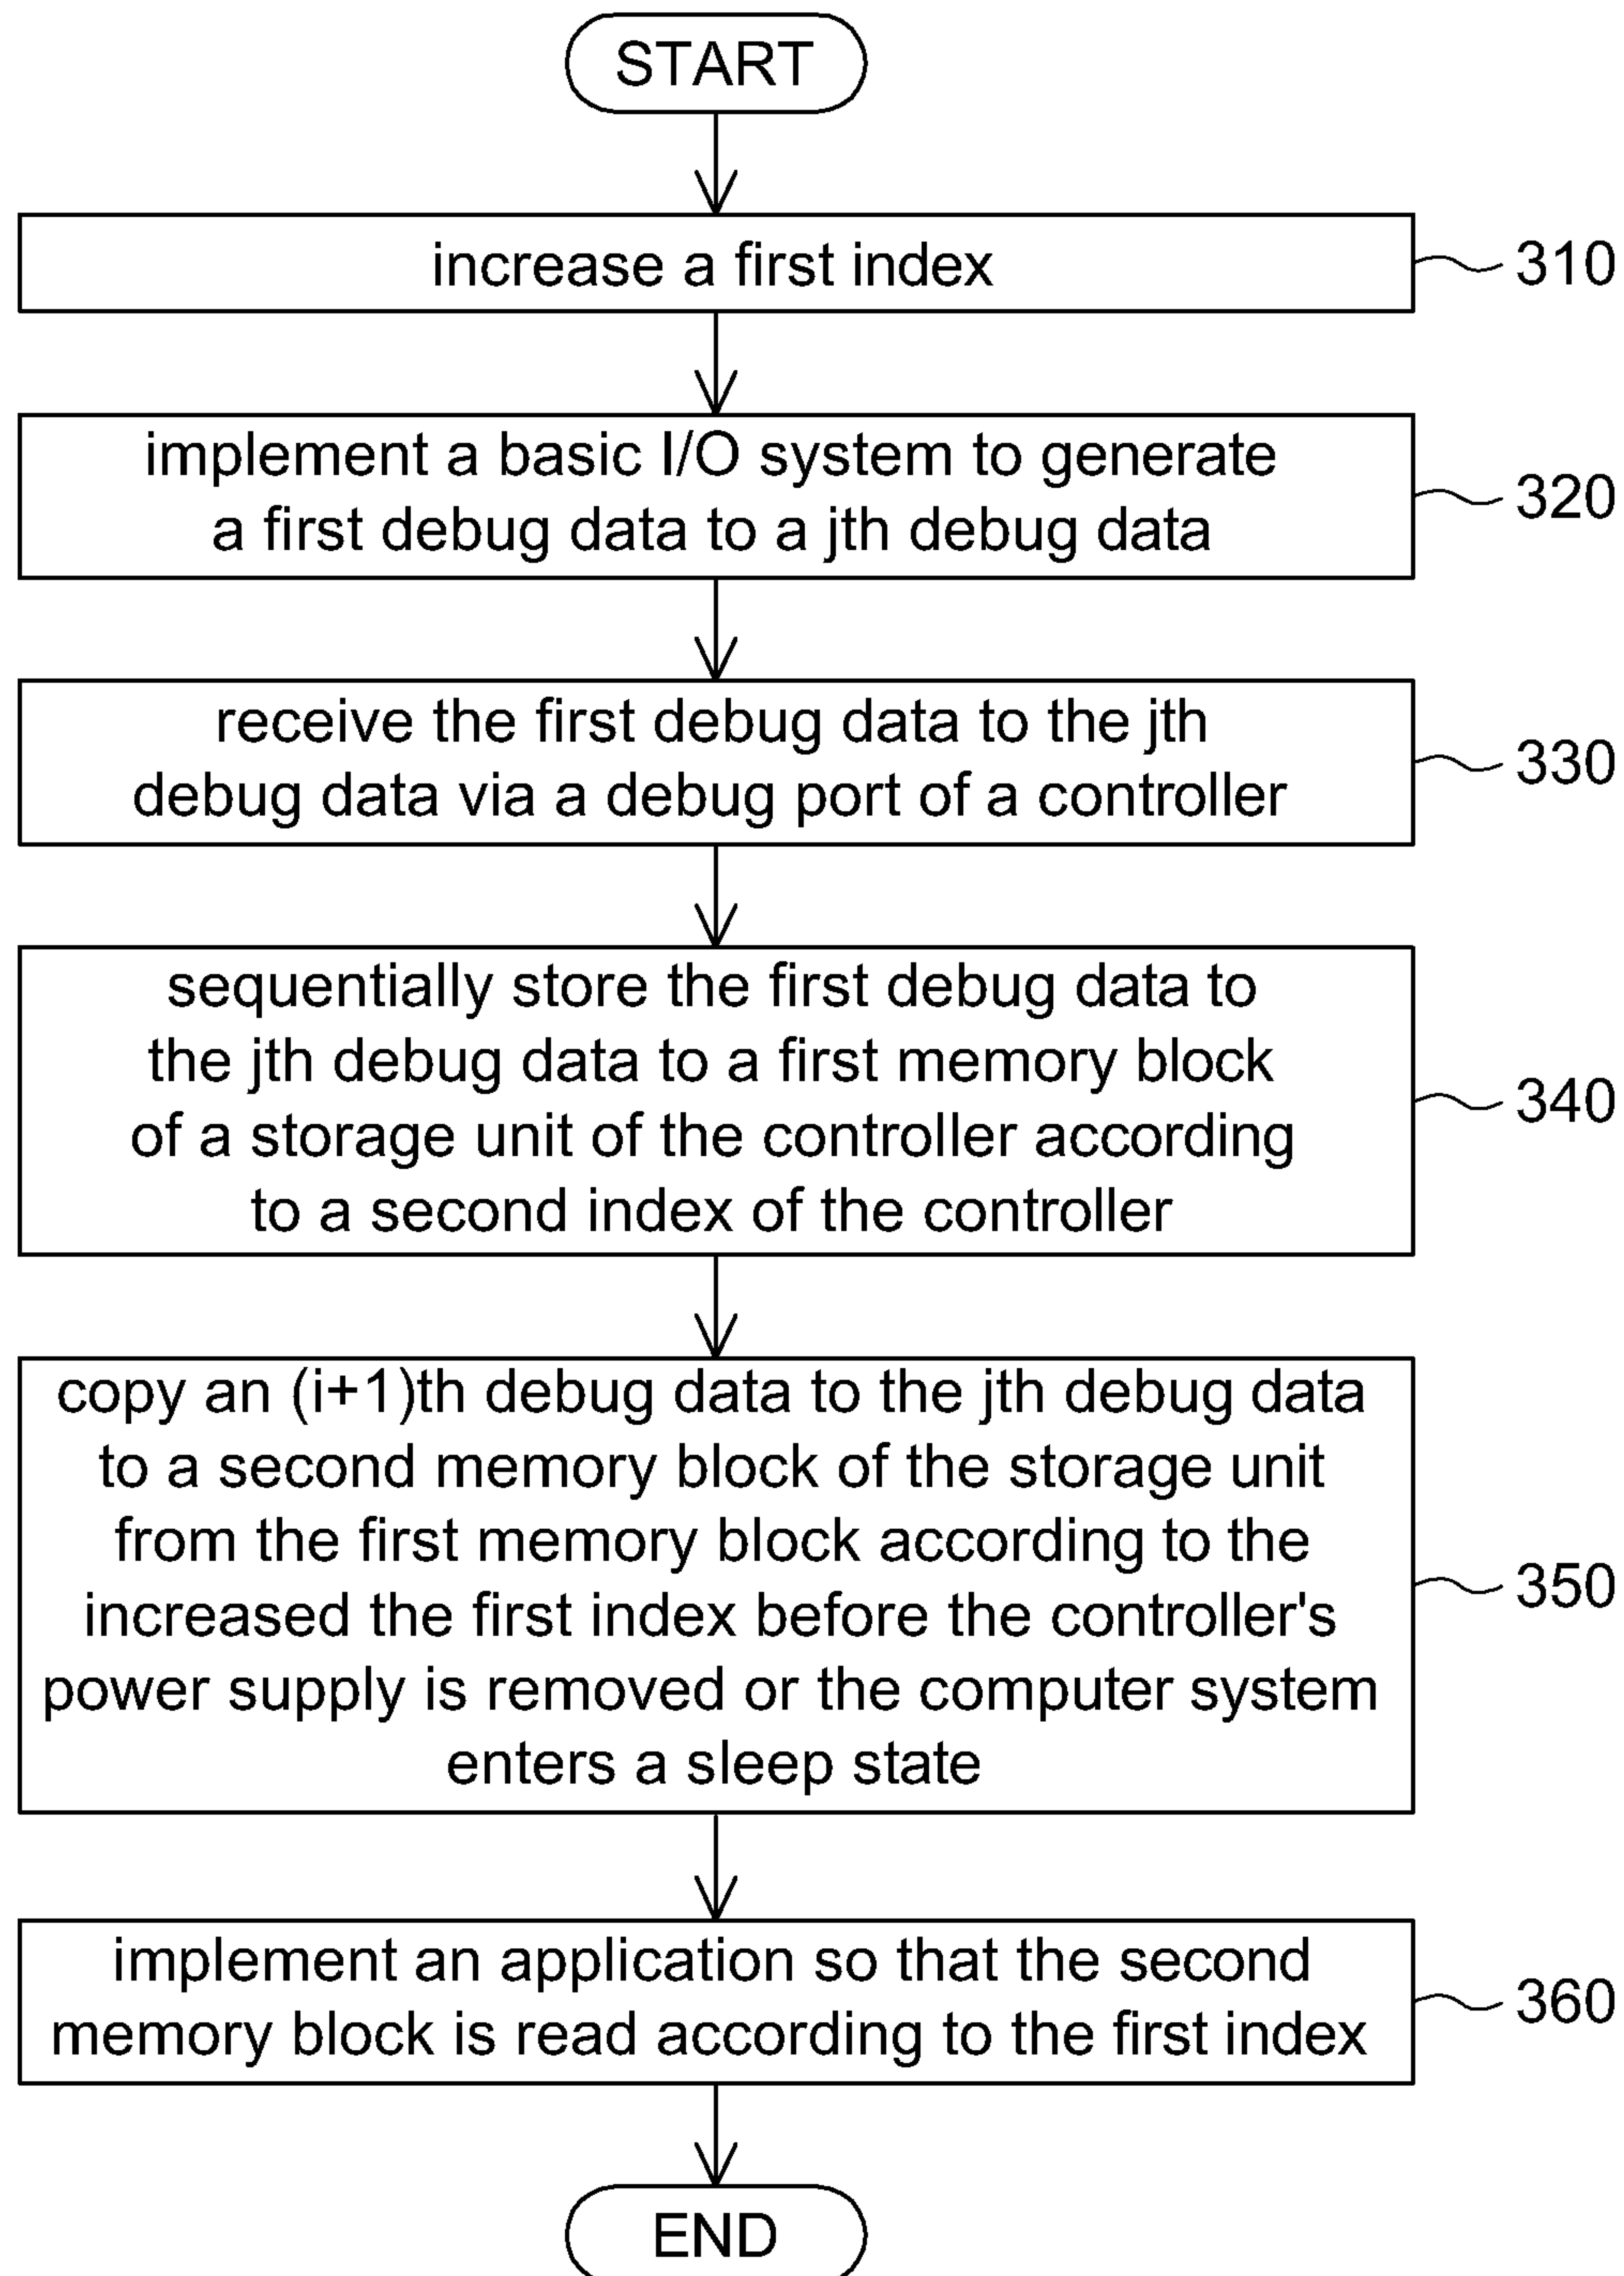 START
increase a first index
310
implement a basic I/O system to generate
a first debug data to a jth debug data
320
receive the first debug data to the jth
debug data via a debug port of a controller
330
sequentially store the first debug data to
the jth debug data to a first memory block
of a storage unit of the controller according
to a second index of the controller
340
copy an (i+1)th debug data to the jth debug data
to a second memory block of the storage unit
from the first memory block according to the
increased the first index before the controller's
power supply is removed or the computer system
enters a sleep state
350
implement an application so that the second
memory block is read according to the first index
360
END